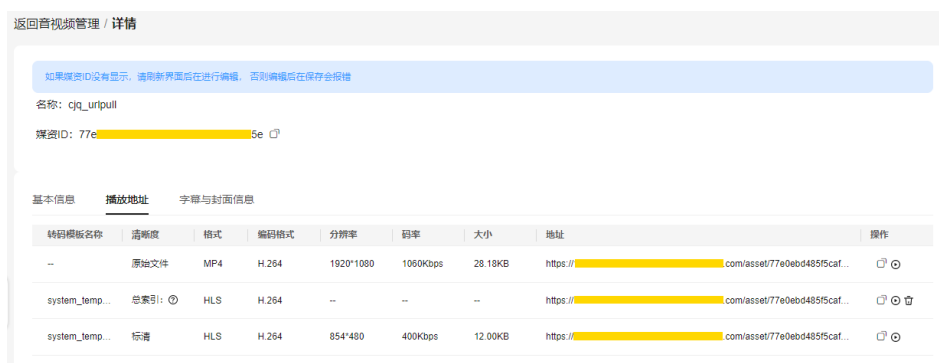 返回音视频管理 / 详情
如果媒资ID没有显示，请刷新界面后在进行编辑，否则编辑后在保存会报错
名称：cjq_urlpull
媒资ID：77e 5e
基本信息 播放地址 字幕与封面信息
转码模板名称 清晰度 格式 编码格式 分辨率 码率 大小 地址 操作
-- 原始文件 MP4 H.264 1920*1080 1060Kbps 28.18KB https:// .com/asset/77e0ebd485f5caf...
system_temp... 总索引： HLS H.264 -- -- -- https:// .com/asset/77e0ebd485f5caf...
system_temp... 标清 HLS H.264 854*480 400Kbps 12.00KB https:// .com/asset/77e0ebd485f5caf...